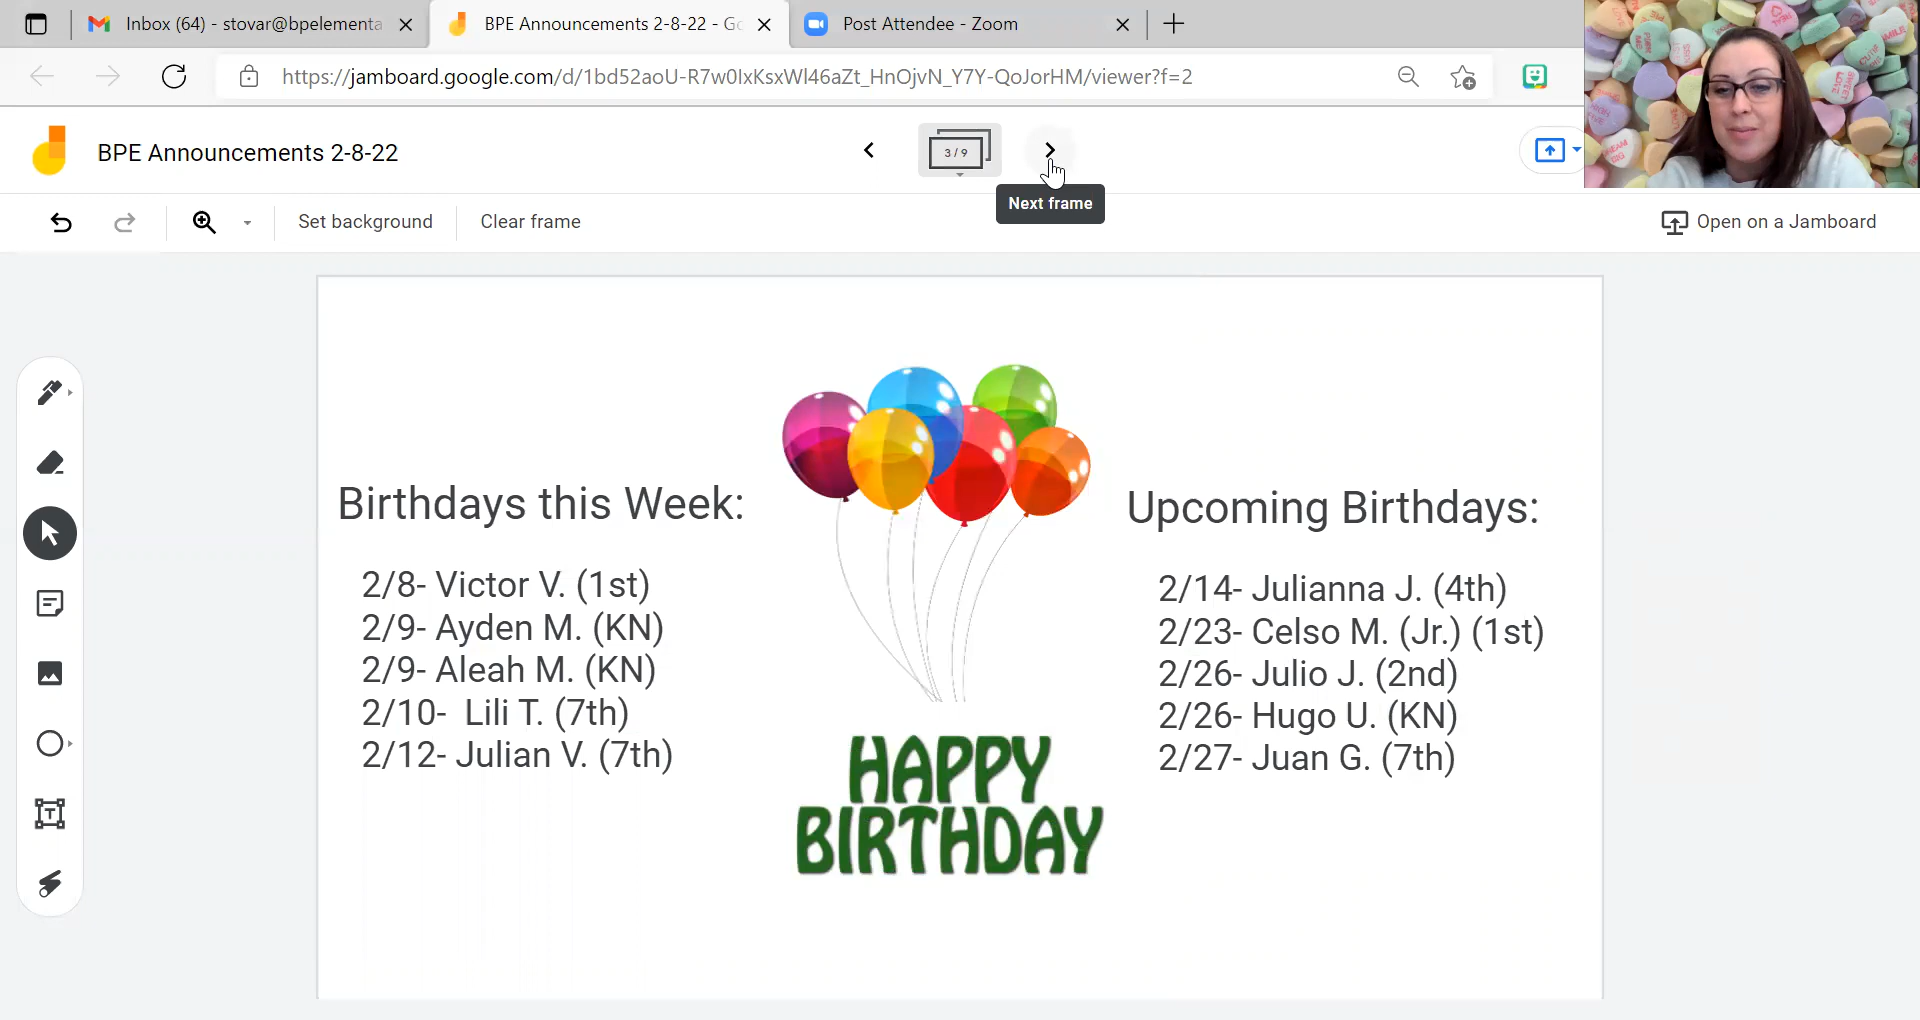 Inbox (64) - stovar@bpelementa
BPE Announcements 2-8-22 - Go
Post Attendee - Zoom
https://jamboard.google.com/d/1bd52aoU-R7w0IxKsxWl46aZt_HnOjvN_Y7Y-QoJorHM/viewer?f=2
BPE Announcements 2-8-22
3 / 9
Next frame
Set background
Clear frame
Open on a Jamboard
Birthdays this Week:
2/8- Victor V. (1st)
2/9- Ayden M. (KN)
2/9- Aleah M. (KN)
2/10- Lili T. (7th)
2/12- Julian V. (7th)
HAPPY
BIRTHDAY
Upcoming Birthdays:
2/14- Julianna J. (4th)
2/23- Celso M. (Jr.) (1st)
2/26- Julio J. (2nd)
2/26- Hugo U. (KN)
2/27- Juan G. (7th)